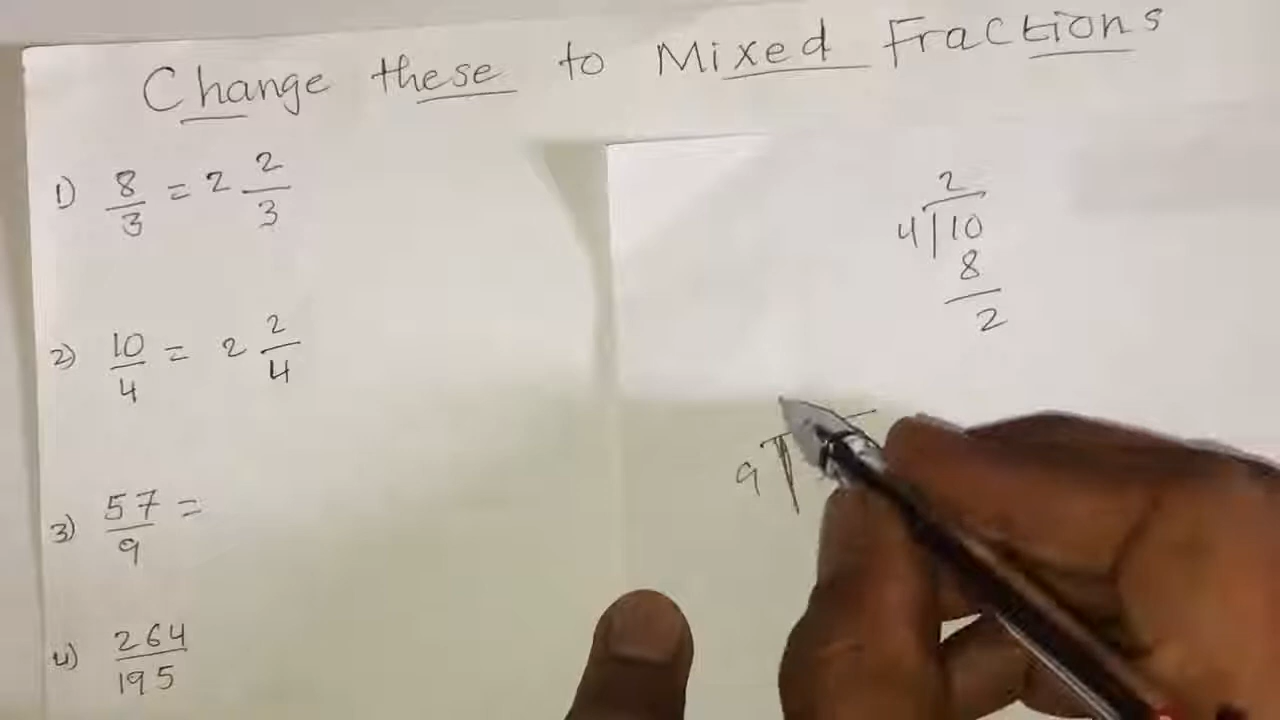 Change these to Mixed Fractions
1) 8/3 = 2 2/3
2) 10/4 = 2 2/4
3) 57/9 =
4) 264/195
2
4 10
8
2
9